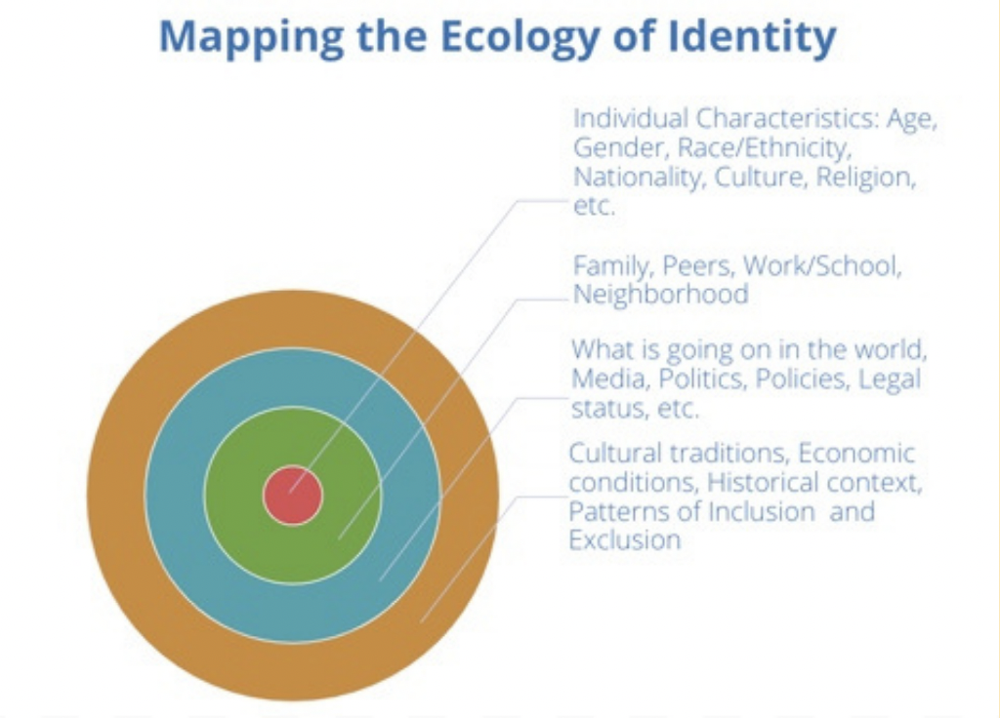 Mapping the Ecology of Identity
Individual Characteristics: Age,
Gender, Race/Ethnicity,
Nationality, Culture, Religion,
etc.
Family, Peers, Work/School,
Neighborhood
What is going on in the world,
Media, Politics, Policies, Legal
status, etc.
Cultural traditions, Economic
conditions, Historical context,
Patterns of Inclusion and
Exclusion